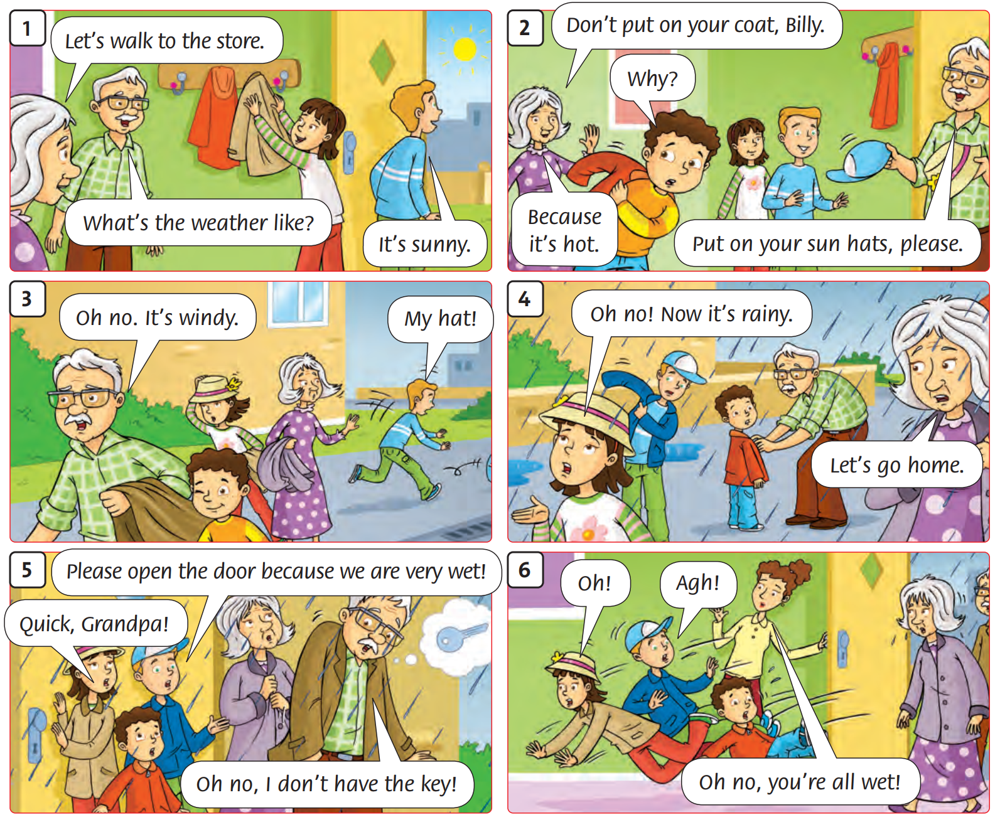 1
Let's walk to the store.
What's the weather like?
It's sunny.
2
Don't put on your coat, Billy.
Why?
Because
it's hot.
Put on your sun hats, please.
3
Oh no. It's windy.
My hat!
4
Oh no! Now it's rainy.
Let's go home.
5
Please open the door because we are very wet!
Quick, Grandpa!
Oh no, I don't have the key!
6
Oh!
Agh!
Oh no, you're all wet!